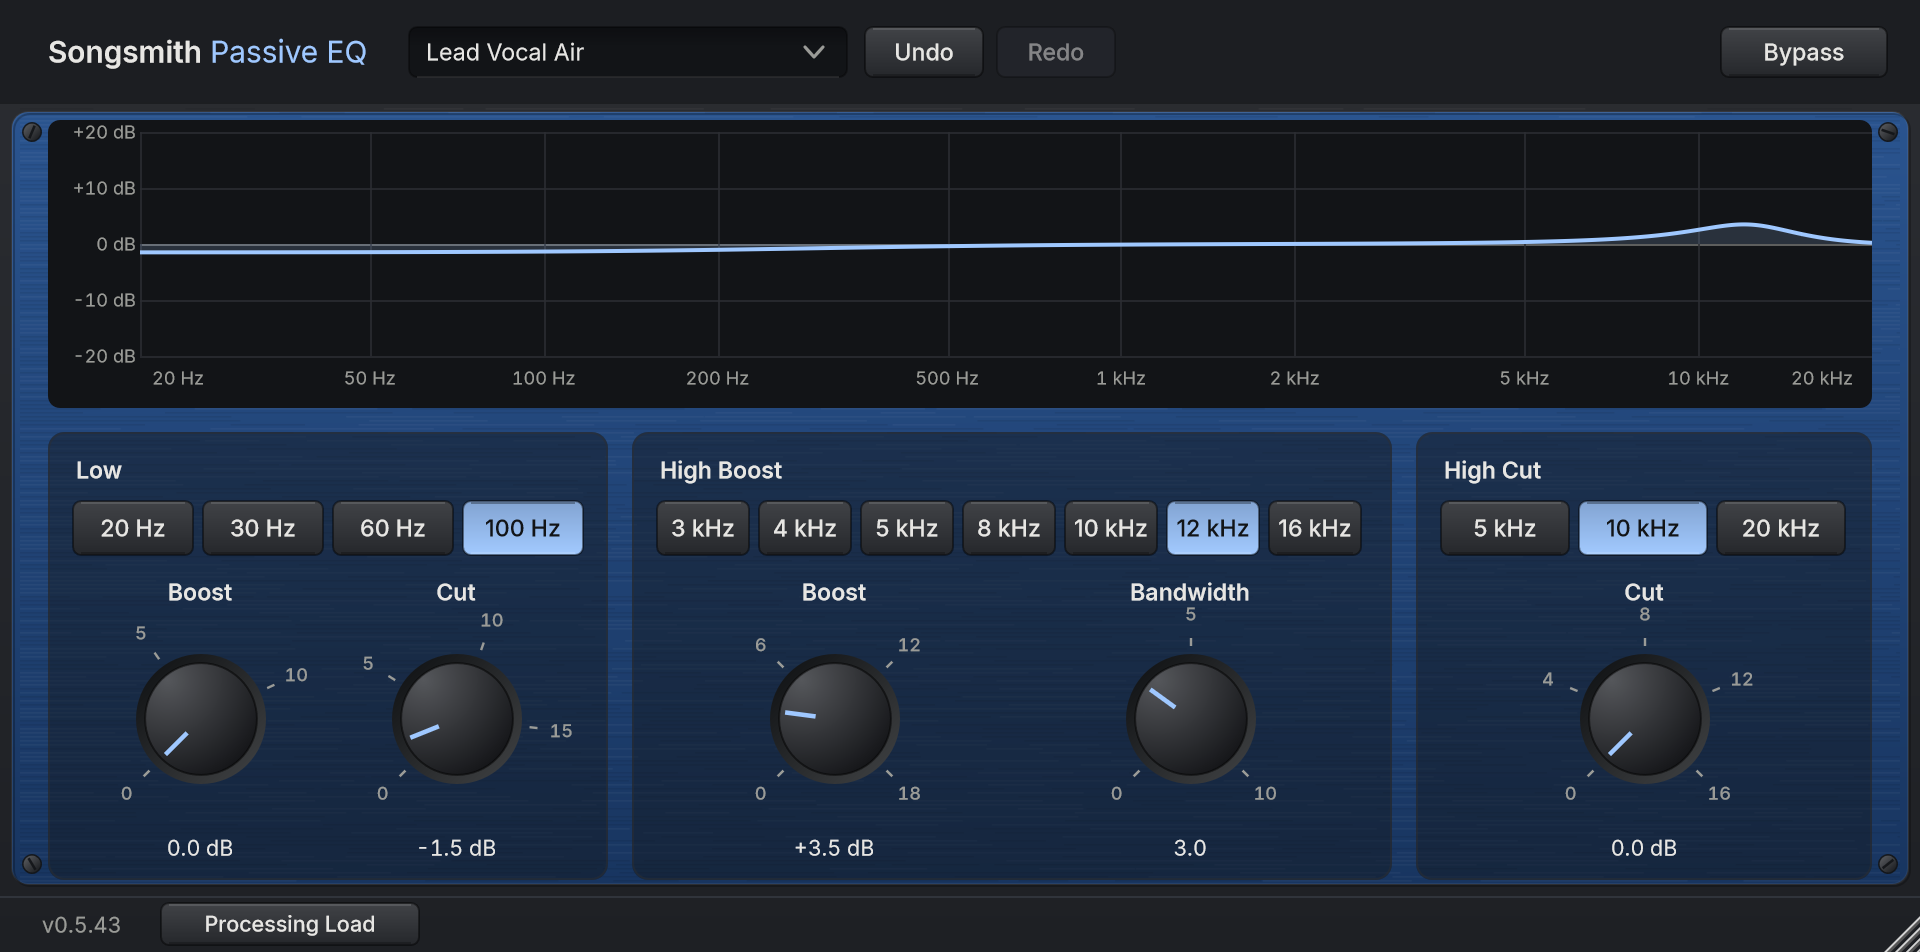 Songsmith Passive EQ
Lead Vocal Air
Undo
Redo
Bypass
+20 dB
+10 dB
0 dB
-10 dB
-20 dB
20 Hz
50 Hz
100 Hz
200 Hz
500 Hz
1 kHz
2 kHz
5 kHz
10 kHz
20 kHz
Low
20 Hz
30 Hz
60 Hz
100 Hz
Boost
0
5
10
0.0 dB
Cut
0
5
10
15
-1.5 dB
High Boost
3 kHz
4 kHz
5 kHz
8 kHz
10 kHz
12 kHz
16 kHz
Boost
0
6
12
18
+3.5 dB
Bandwidth
0
5
10
3.0
High Cut
5 kHz
10 kHz
20 kHz
Cut
0
4
8
12
16
0.0 dB
v0.5.43
Processing Load